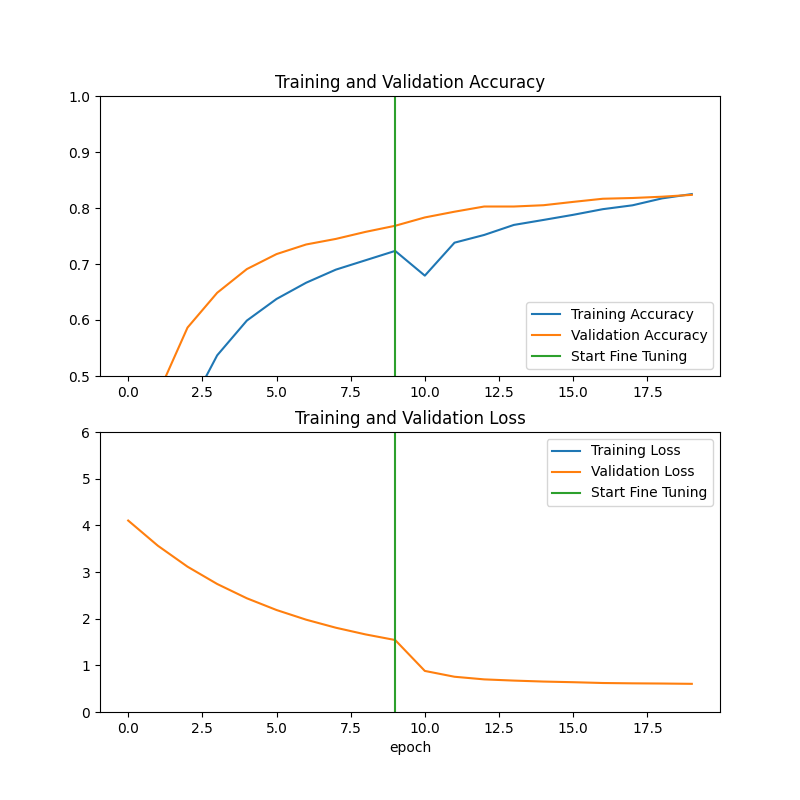 Training and Validation Accuracy
1.0
0.9
0.8
0.7
0.6
0.5
Training Accuracy
Validation Accuracy
Start Fine Tuning
0.0 2.5 5.0 7.5 10.0 12.5 15.0 17.5
Training and Validation Loss
6
5
4
3
2
1
0
Training Loss
Validation Loss
Start Fine Tuning
0.0 2.5 5.0 7.5 10.0 12.5 15.0 17.5
epoch